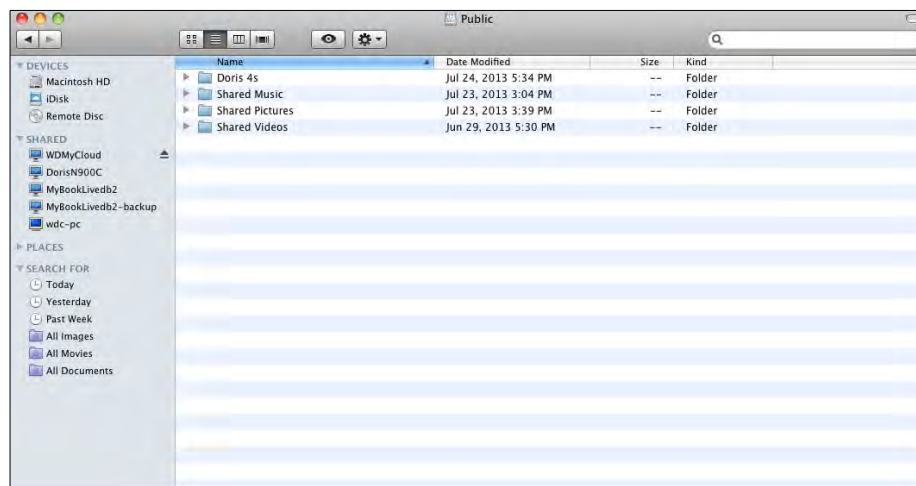 Public
DEVICES
Macintosh HD
iDisk
Remote Disc
SHARED
WDMyCloud
DorisN900C
MyBookLivedb2
MyBookLivedb2-backup
wdc-pc
PLACES
SEARCH FOR
Today
Yesterday
Past Week
All Images
All Movies
All Documents
Name Date Modified Size Kind
Doris 4s Jul 24, 2013 5:34 PM -- Folder
Shared Music Jul 23, 2013 3:04 PM -- Folder
Shared Pictures Jul 23, 2013 3:39 PM -- Folder
Shared Videos Jun 29, 2013 5:30 PM -- Folder